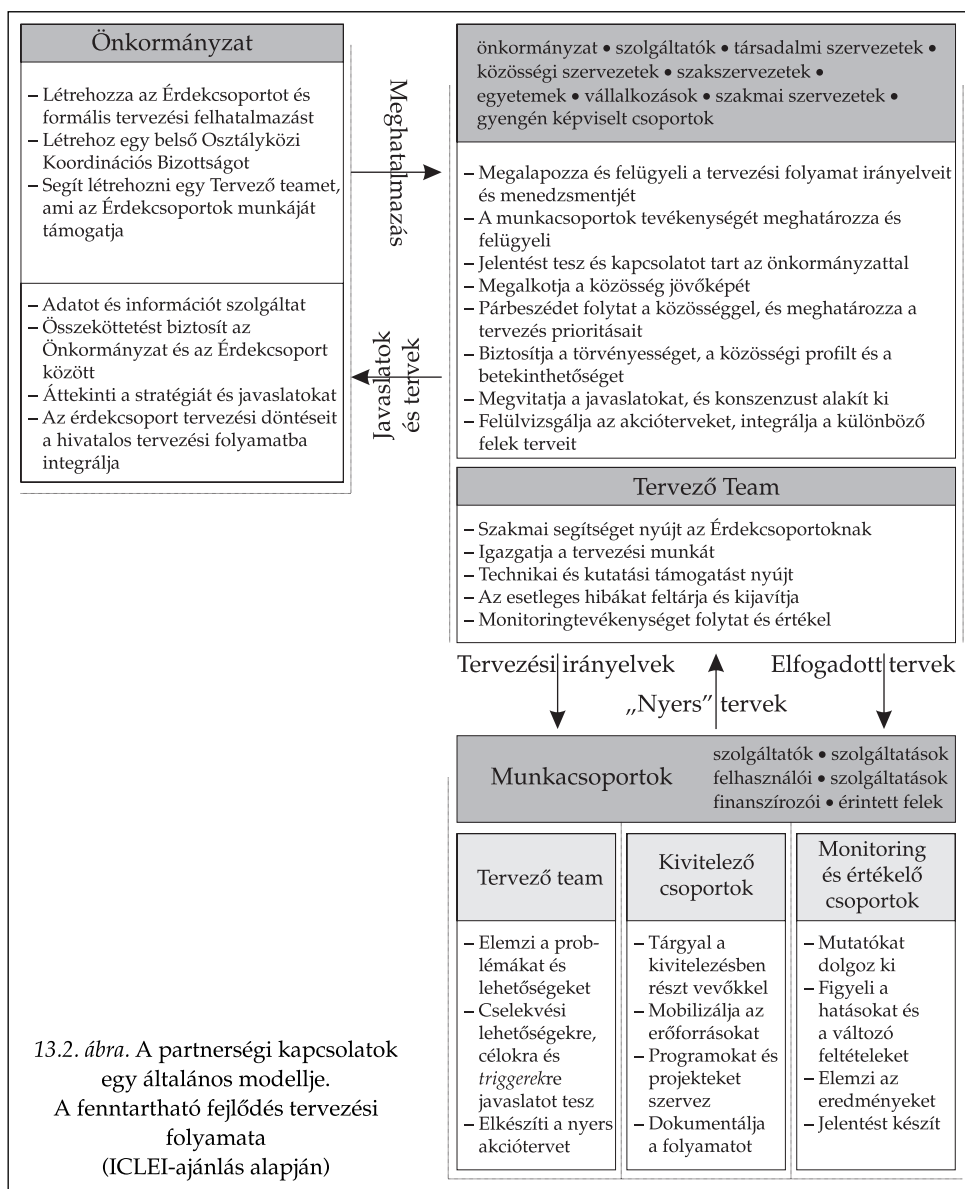 Önkormányzat
– Létrehozza az Érdekcsoportot és
formális tervezési felhatalmazást
– Létrehoz egy belső Osztályközi
Koordinációs Bizottságot
– Segít létrehozni egy Tervező teamet,
ami az Érdekcsoportok munkáját
támogatja
– Adatot és információt szolgáltat
– Összeköttetést biztosít az
Önkormányzat és az Érdekcsoport
között
– Áttekinti a stratégiát és javaslatokat
– Az érdekcsoport tervezési döntéseit
a hivatalos tervezési folyamatba
integrálja
Meghatalmazás
Javaslatok
és tervek
önkormányzat • szolgáltatók • társadalmi szervezetek •
közösségi szervezetek • szakszervezetek •
egyetemek • vállalkozások • szakmai szervezetek •
gyengén képviselt csoportok
– Megalapozza és felügyeli a tervezési folyamat irányelveit
és menedzsmentjét
– A munkacsoportok tevékenységét meghatározza és
felügyeli
– Jelentést tesz és kapcsolatot tart az önkormányzattal
– Megalkotja a közösség jövőképét
– Párbeszédet folytat a közösséggel, és meghatározza a
tervezés prioritásait
– Biztosítja a törvényességet, a közösségi profilt és a
betekinthetőséget
– Megvitatja a javaslatokat, és konszenzust alakít ki
– Felülvizsgálja az akcióterveket, integrálja a különböző
felek terveit
Tervező Team
– Szakmai segítséget nyújt az Érdekcsoportoknak
– Igazgatja a tervezési munkát
– Technikai és kutatási támogatást nyújt
– Az esetleges hibákat feltárja és kijavítja
– Monitoringtevékenységet folytat és értékel
Tervezési irányelvek
„Nyers” tervek
Elfogadott tervek
Munkacsoportok
szolgáltatók • szolgáltatások
felhasználói • szolgáltatások
finanszírozói • érintett felek
Tervező team
– Elemzi a prob-
lémákat és
lehetőségeket
– Cselekvési
lehetőségekre,
célokra és
triggerekre
javaslatot tesz
– Elkészíti a nyers
akciótervet
Kivitelező
csoportok
– Tárgyal a
kivitelezésben
részt vevőkkel
– Mobilizálja az
erőforrásokat
– Programokat és
projekteket
szervez
– Dokumentálja
a folyamatot
Monitoring
és értékelő
csoportok
– Mutatókat
dolgoz ki
– Figyeli a
hatásokat és
a változó
feltételeket
– Elemzi az
eredményeket
– Jelentést készít
13.2. ábra. A partnerségi kapcsolatok
egy általános modellje.
A fenntartható fejlődés tervezési
folyamata
(ICLEI-ajánlás alapján)